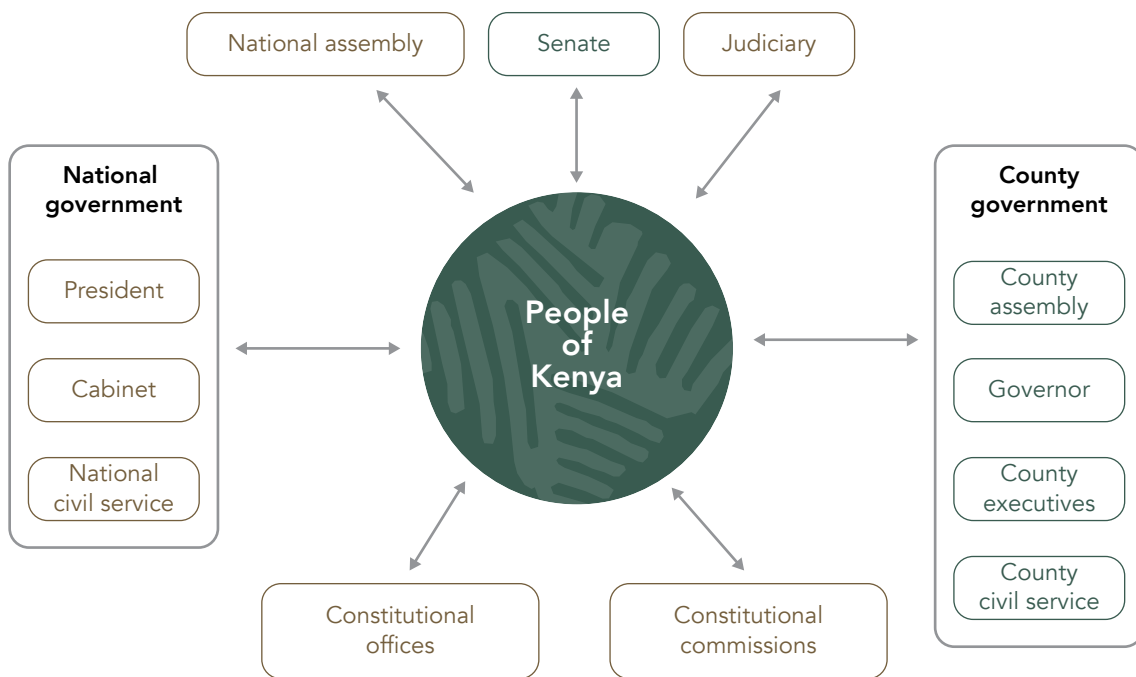 National assembly
Senate
Judiciary
National
government
President
Cabinet
National
civil service
People
of
Kenya
County
government
County
assembly
Governor
County
executives
County
civil service
Constitutional
offices
Constitutional
commissions